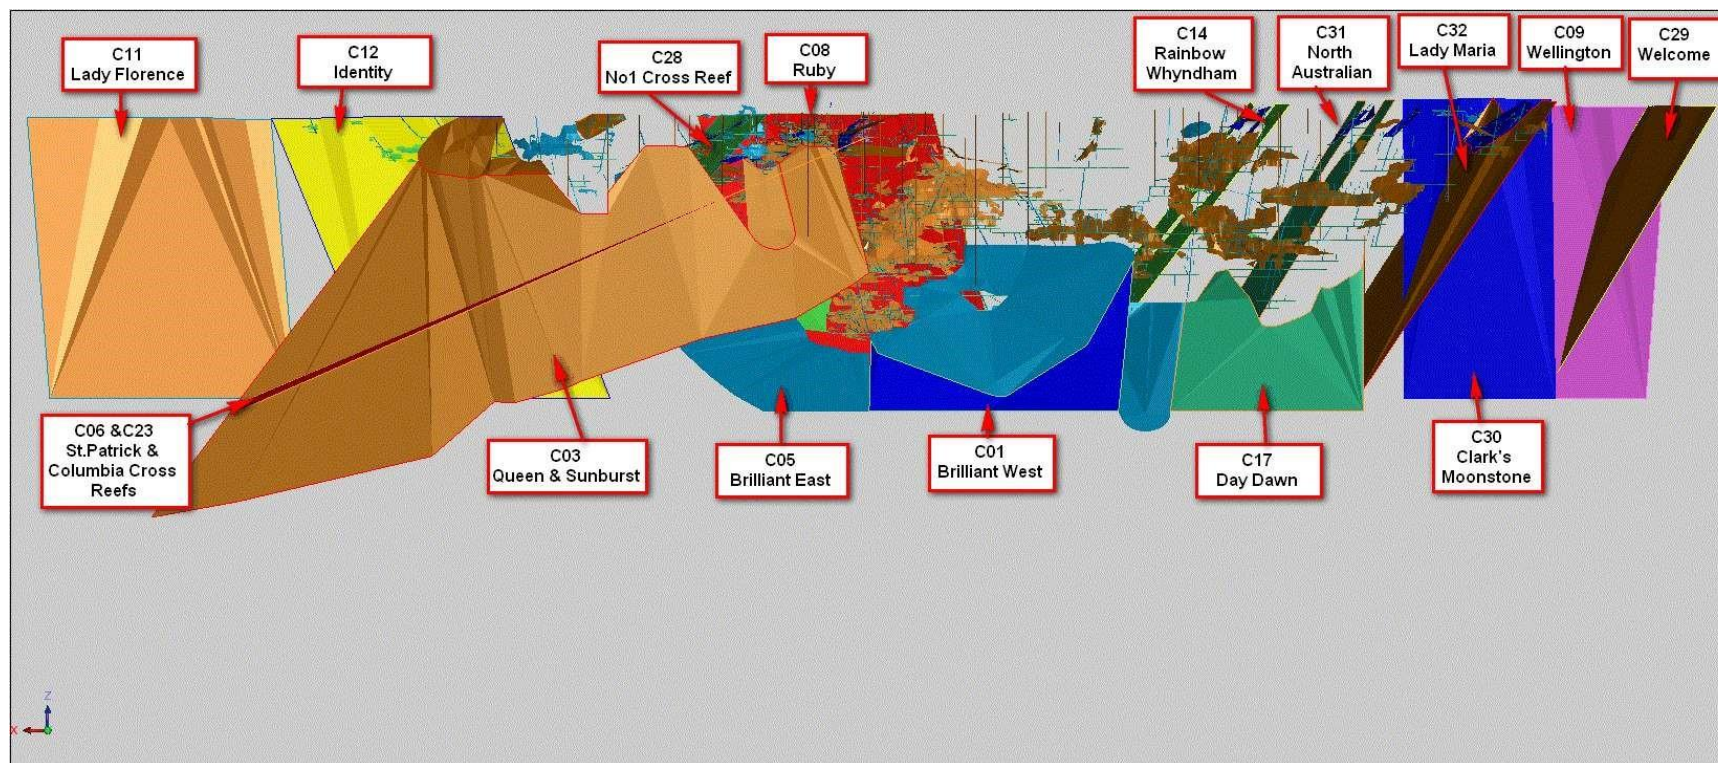 C11
Lady Florence
C12
Identity
C28
No1 Cross Reef
C08
Ruby
C14
Rainbow
Whyndham
C31
North
Australian
C32
Lady Maria
C09
Wellington
C29
Welcome
C06 &C23
St.Patrick &
Columbia Cross
Reefs
C03
Queen & Sunburst
C05
Brilliant East
C01
Brilliant West
C17
Day Dawn
C30
Clark's
Moonstone
Z
X